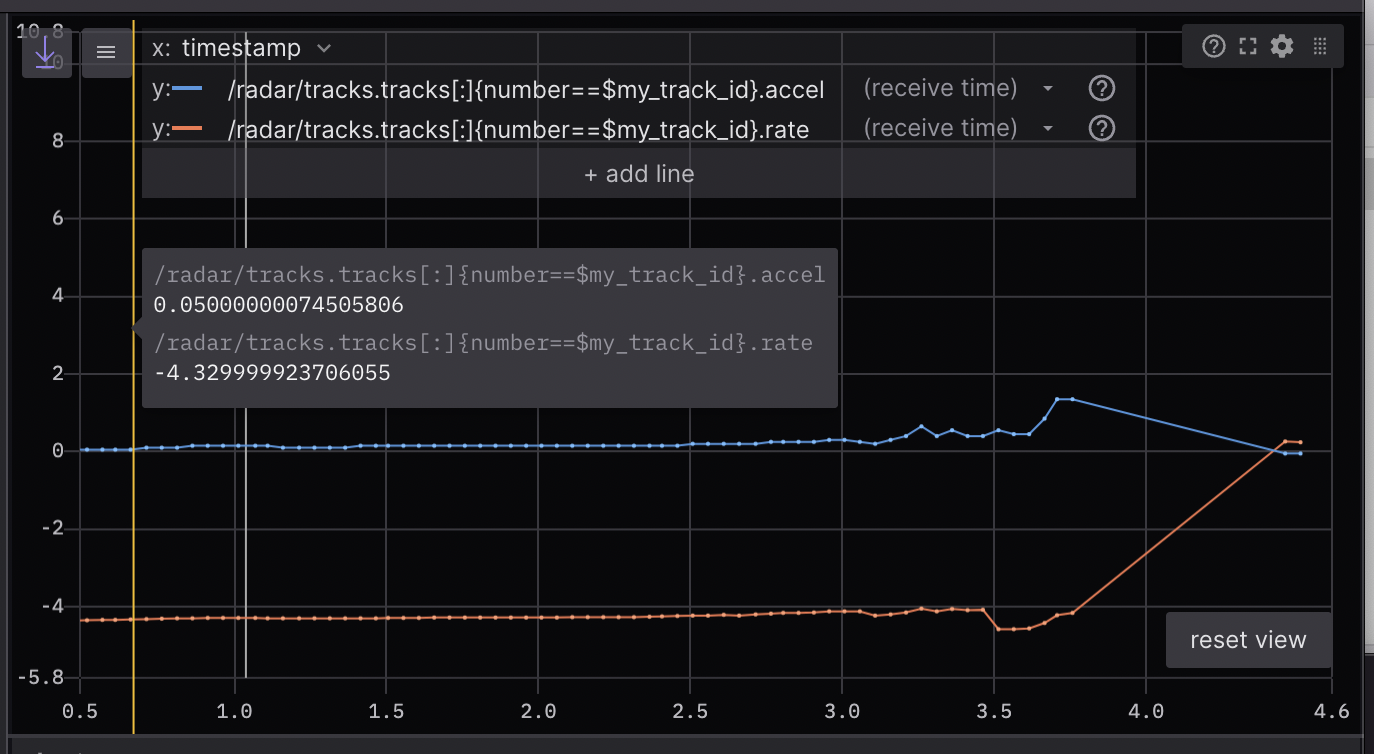 10.8
10
x: timestamp
y: /radar/tracks.tracks[:]{number==$my_track_id}.accel (receive time)
y: /radar/tracks.tracks[:]{number==$my_track_id}.rate (receive time)
+ add line
8
6
/radar/tracks.tracks[:]{number==$my_track_id}.accel
0.05000000074505806
4
/radar/tracks.tracks[:]{number==$my_track_id}.rate
-4.329999923706055
2
0
-2
-4
reset view
-5.8
0.5 1.0 1.5 2.0 2.5 3.0 3.5 4.0 4.6